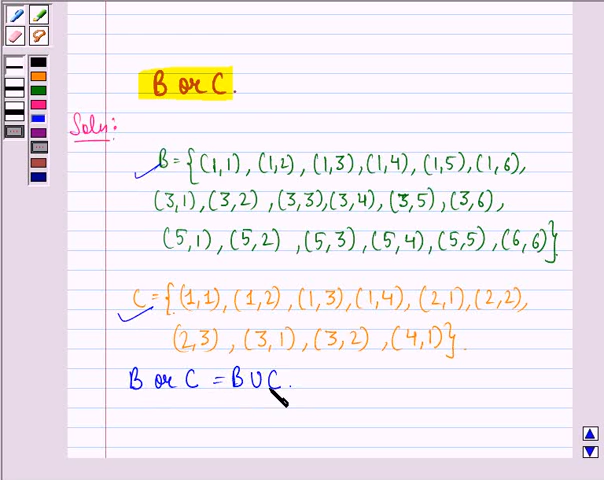 B or C.
Soln:
B = {(1,1), (1,2), (1,3), (1,4), (1,5), (1,6),
(3,1), (3,2), (3,3), (3,4), (3,5), (3,6),
(5,1), (5,2), (5,3), (5,4), (5,5), (6,6)}
C = {(1,1), (1,2), (1,3), (1,4), (2,1), (2,2),
(2,3), (3,1), (3,2), (4,1)}.
B or C = B ∪ C.